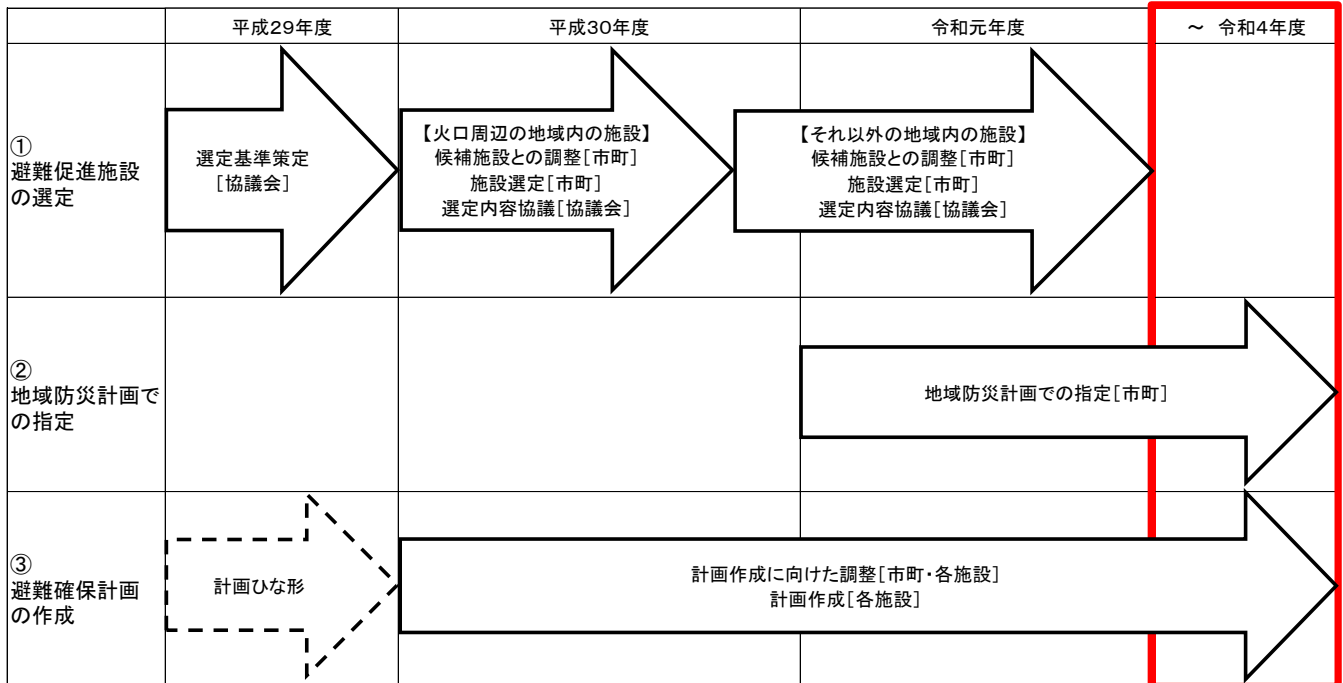 平成29年度
平成30年度
令和元年度
～ 令和4年度
①
避難促進施設
の選定
選定基準策定
[協議会]
【火口周辺の地域内の施設】
候補施設との調整[市町]
施設選定[市町]
選定内容協議[協議会]
【それ以外の地域内の施設】
候補施設との調整[市町]
施設選定[市町]
選定内容協議[協議会]
②
地域防災計画で
の指定
地域防災計画での指定[市町]
③
避難確保計画
の作成
計画ひな形
計画作成に向けた調整[市町・各施設]
計画作成[各施設]